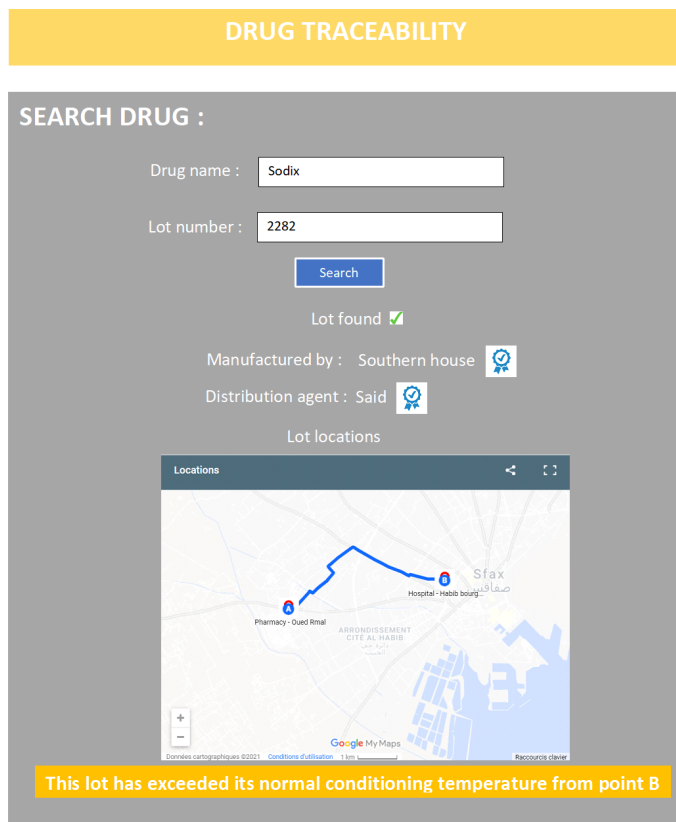 DRUG TRACEABILITY
SEARCH DRUG :
Drug name :
Sodix
Lot number :
2282
Search
Lot found
Manufactured by :
Southern house
Distribution agent :
Said
Lot locations
Locations
B
Sfax
صفاقس
Hospital - Habib bourg...
A
Pharmacy - Oued Rmal
ARRONDISSEMENT
CITÉ AL HABIB
+
−
Google My Maps
Données cartographiques ©2021
Conditions d'utilisation
1 km
Raccourcis clavier
This lot has exceeded its normal conditioning temperature from point B